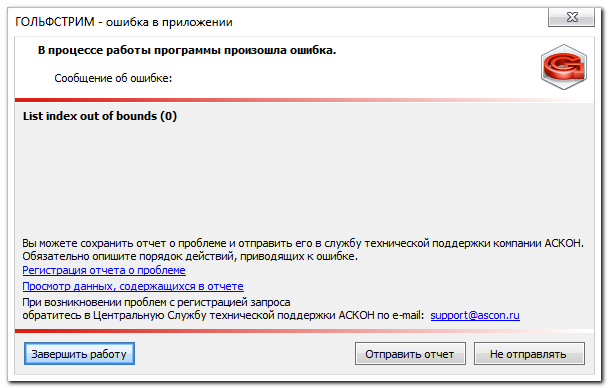 ГОЛЬФСТРИМ - ошибка в приложении
В процессе работы программы произошла ошибка.
Сообщение об ошибке:
List index out of bounds (0)
Вы можете сохранить отчет о проблеме и отправить его в службу технической поддержки компании АСКОН.
Обязательно опишите порядок действий, приводящих к ошибке.
Регистрация отчета о проблеме
Просмотр данных, содержащихся в отчете
При возникновении проблем с регистрацией запроса
обратитесь в Центральную Службу технической поддержки АСКОН по e-mail: support@ascon.ru
Завершить работу
Отправить отчет
Не отправлять